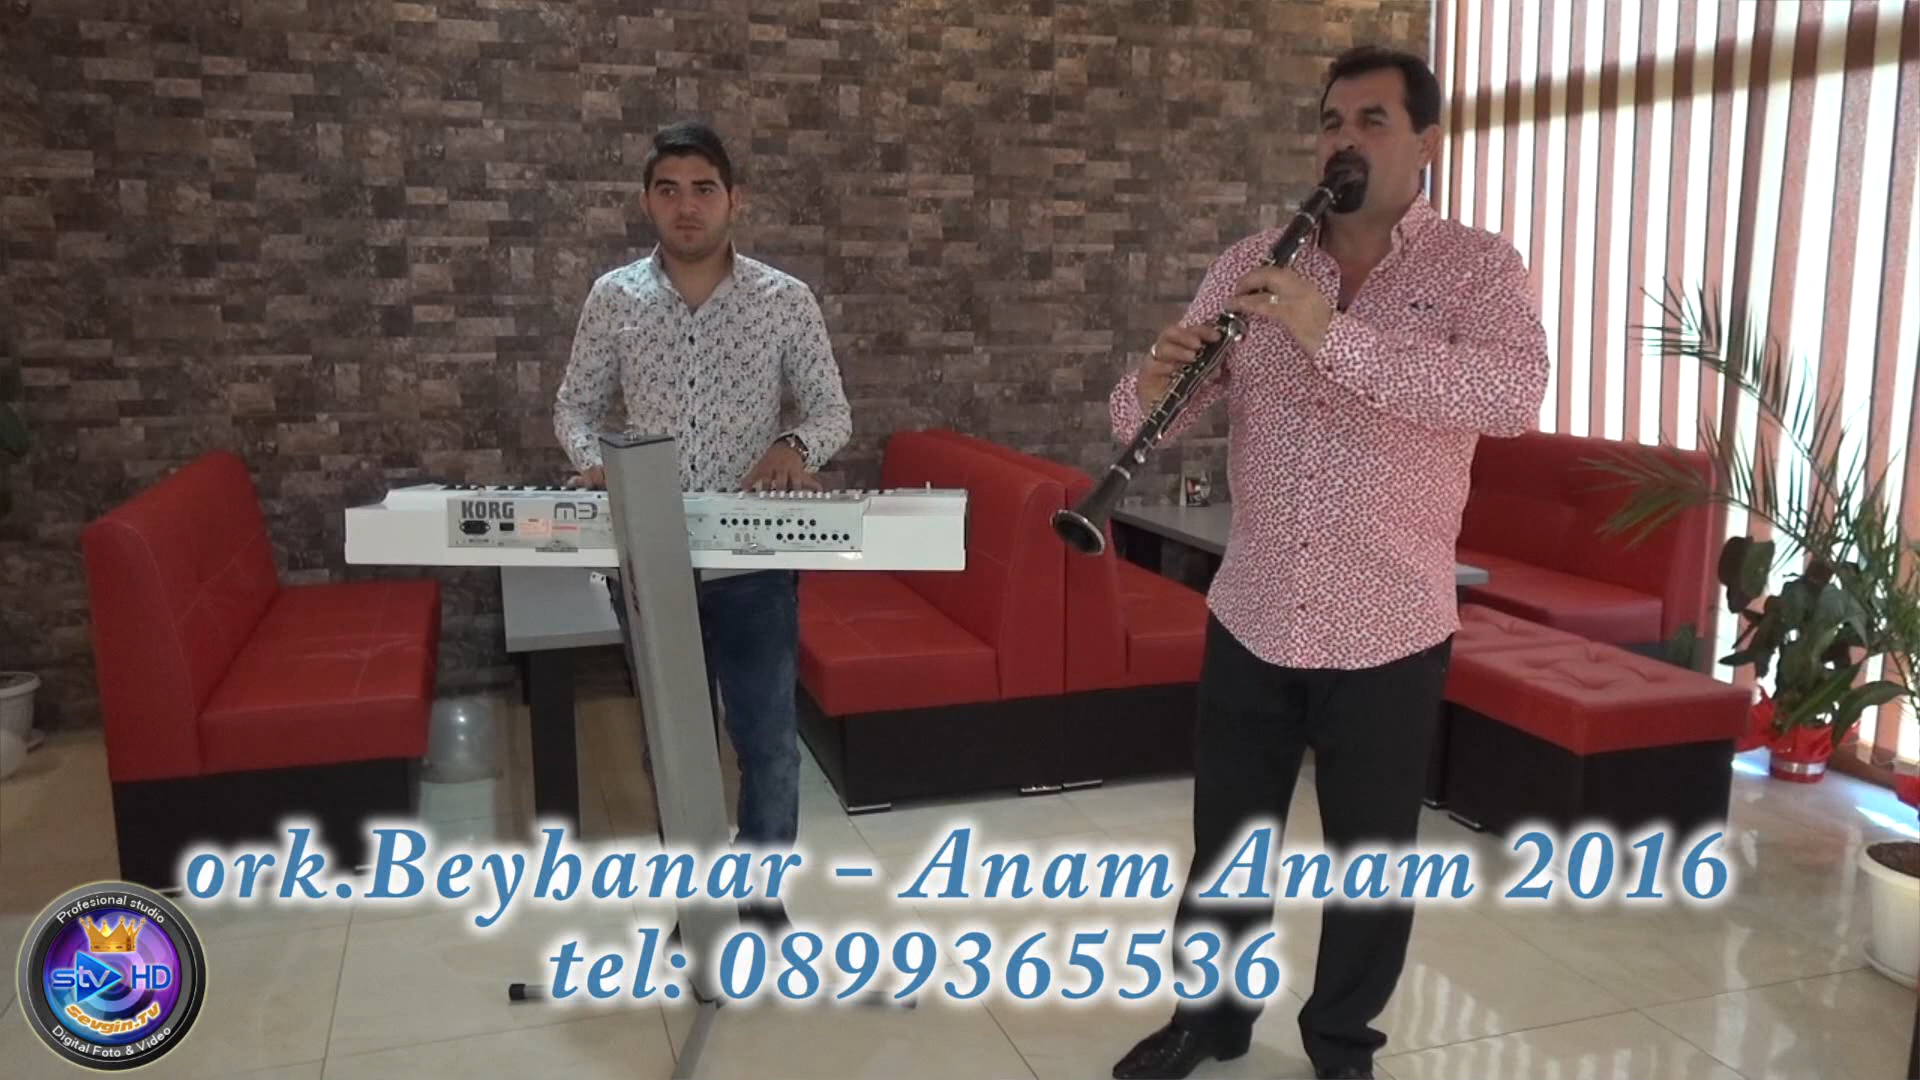 KORG M3
ork.Beyhanar - Anam Anam 2016
tel: 0899365536
Profesional studio
stv HD
Sevgin.TV
Digital Foto & Video